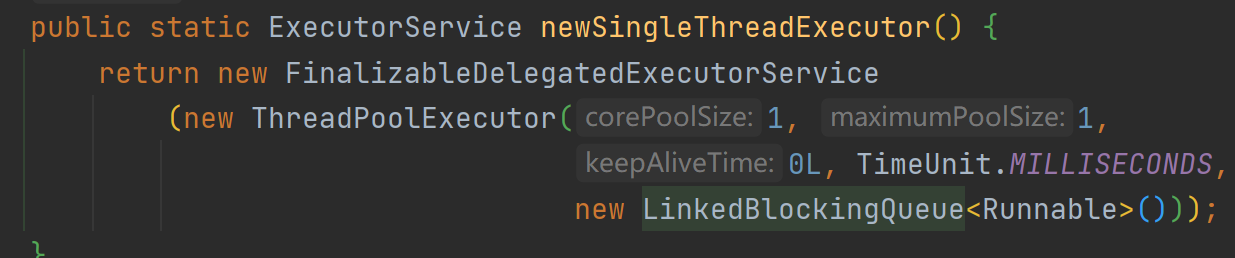 public static ExecutorService newSingleThreadExecutor() {
return new FinalizableDelegatedExecutorService
(new ThreadPoolExecutor( corePoolSize: 1, maximumPoolSize: 1,
keepAliveTime: 0L, TimeUnit.MILLISECONDS,
new LinkedBlockingQueue<Runnable>()));
}